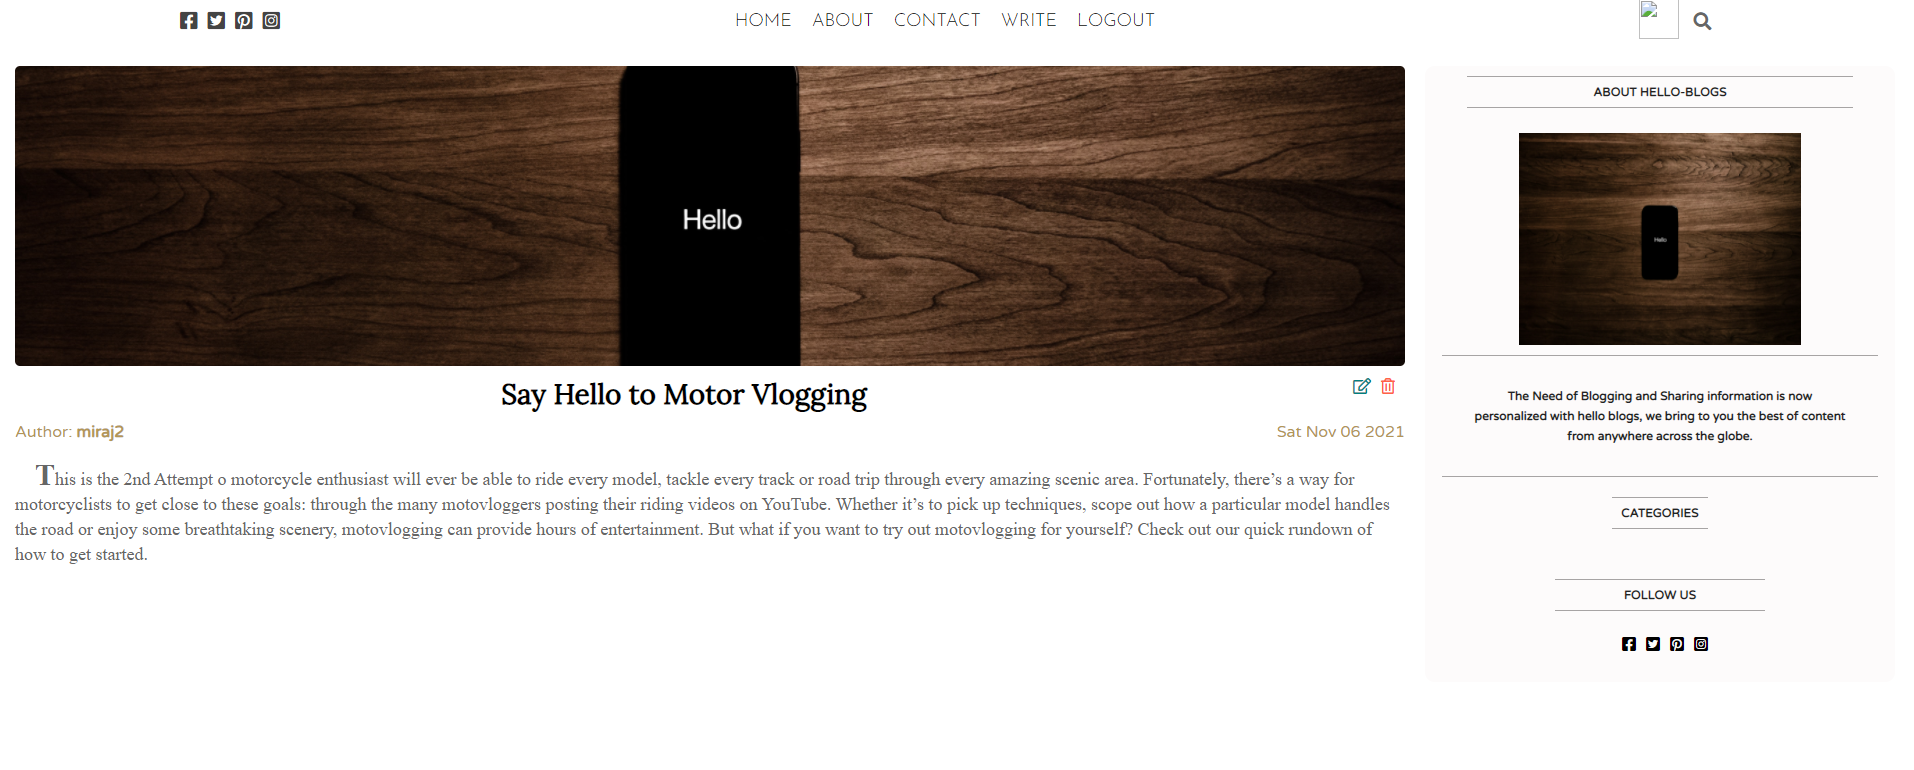 HOME ABOUT CONTACT WRITE LOGOUT
Hello
Say Hello to Motor Vlogging
Author: miraj2
Sat Nov 06 2021
This is the 2nd Attempt o motorcycle enthusiast will ever be able to ride every model, tackle every track or road trip through every amazing scenic area. Fortunately, there’s a way for
motorcyclists to get close to these goals: through the many motovloggers posting their riding videos on YouTube. Whether it’s to pick up techniques, scope out how a particular model handles
the road or enjoy some breathtaking scenery, motovlogging can provide hours of entertainment. But what if you want to try out motovlogging for yourself? Check out our quick rundown of
how to get started.
ABOUT HELLO-BLOGS
Hello
The Need of Blogging and Sharing information is now
personalized with hello blogs, we bring to you the best of content
from anywhere across the globe.
CATEGORIES
FOLLOW US